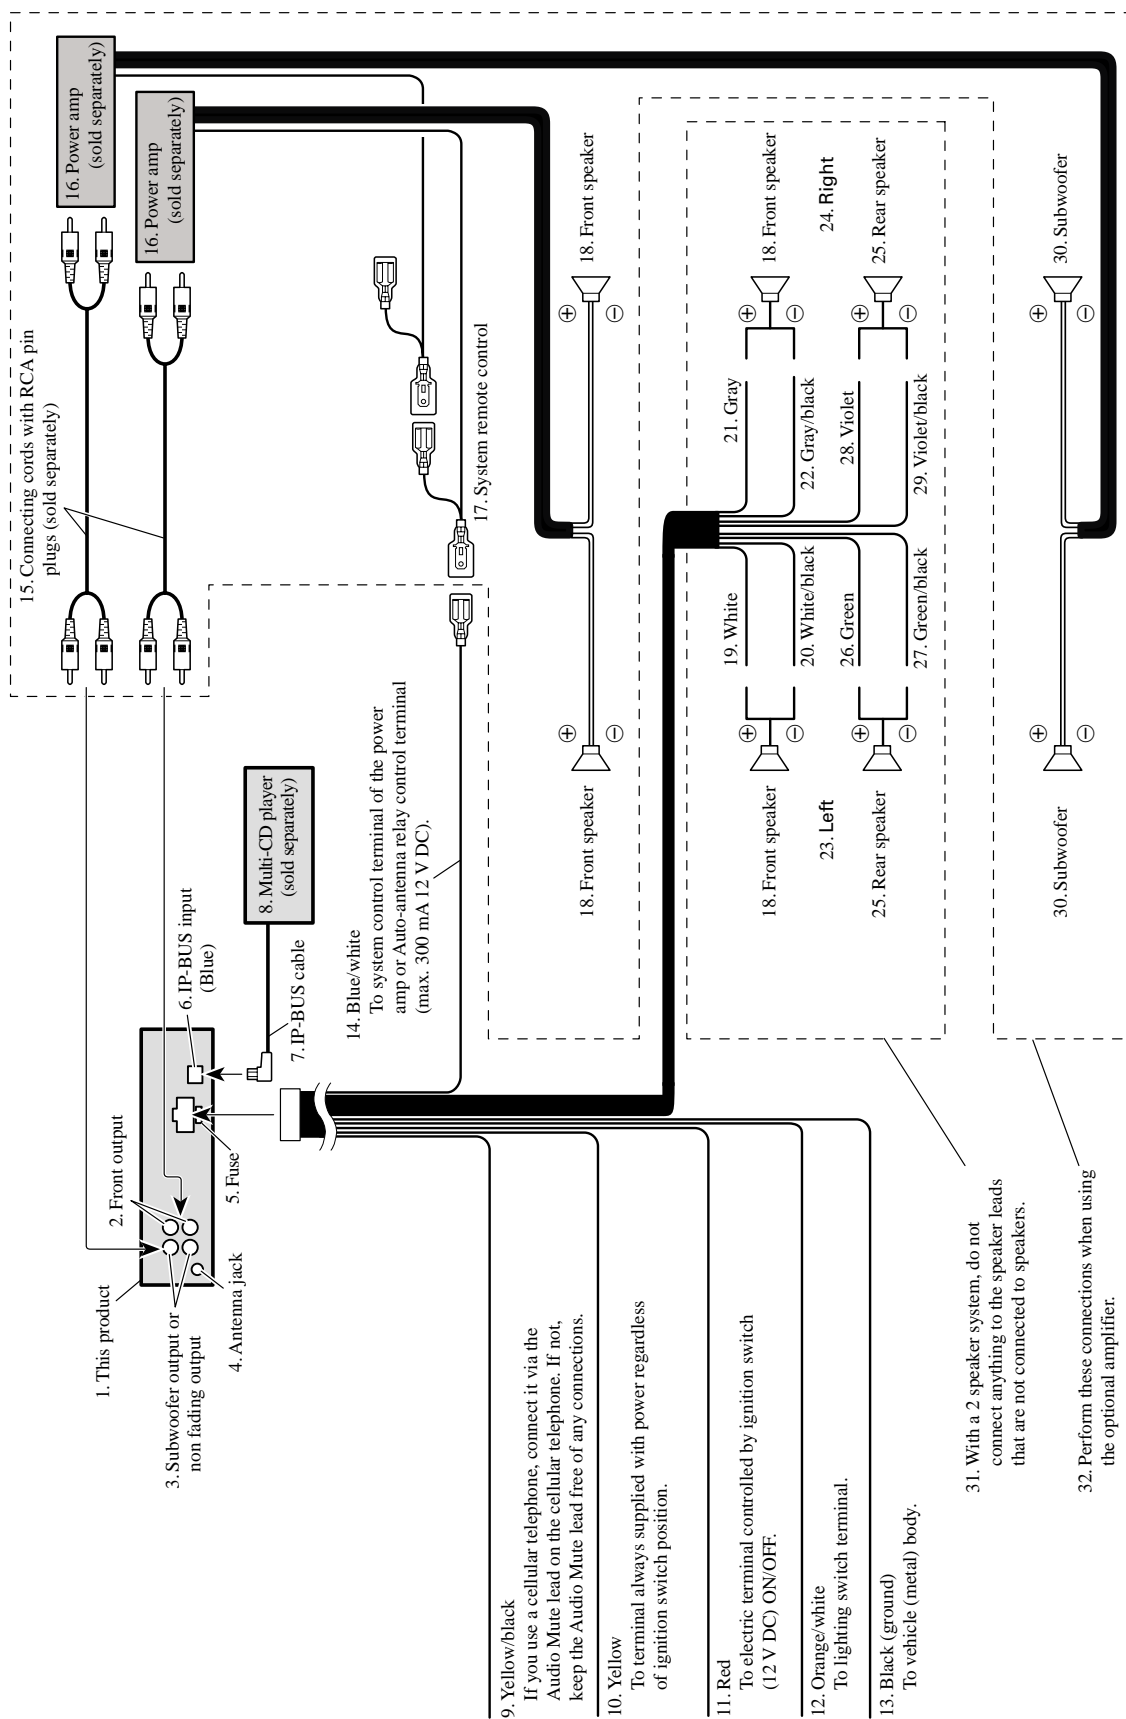 1. This product
2. Front output
3. Subwoofer output or
non fading output
4. Antenna jack
5. Fuse
6. IP-BUS input
(Blue)
7. IP-BUS cable
8. Multi-CD player
(sold separately)
9. Yellow/black
If you use a cellular telephone, connect it via the
Audio Mute lead on the cellular telephone. If not,
keep the Audio Mute lead free of any connections.
10. Yellow
To terminal always supplied with power regardless
of ignition switch position.
11. Red
To electric terminal controlled by ignition switch
(12 V DC) ON/OFF.
12. Orange/white
To lighting switch terminal.
13. Black (ground)
To vehicle (metal) body.
14. Blue/white
To system control terminal of the power
amp or Auto-antenna relay control terminal
(max. 300 mA 12 V DC).
15. Connecting cords with RCA pin
plugs (sold separately)
16. Power amp
(sold separately)
16. Power amp
(sold separately)
17. System remote control
18. Front speaker
⊕
⊖
⊕
⊖
18. Front speaker
18. Front speaker
⊕
⊖
19. White
20. White/black
21. Gray
22. Gray/black
⊕
⊖
18. Front speaker
23. Left
24. Right
25. Rear speaker
⊕
⊖
26. Green
27. Green/black
28. Violet
29. Violet/black
⊕
⊖
25. Rear speaker
30. Subwoofer
⊕
⊖
⊕
⊖
30. Subwoofer
31. With a 2 speaker system, do not
connect anything to the speaker leads
that are not connected to speakers.
32. Perform these connections when using
the optional amplifier.